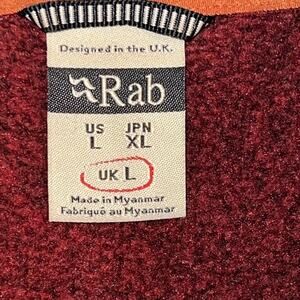 Designed in the U.K.
Rab
US JPN
L XL
UK L
Made in Myanmar
Fabriqué au Myanmar